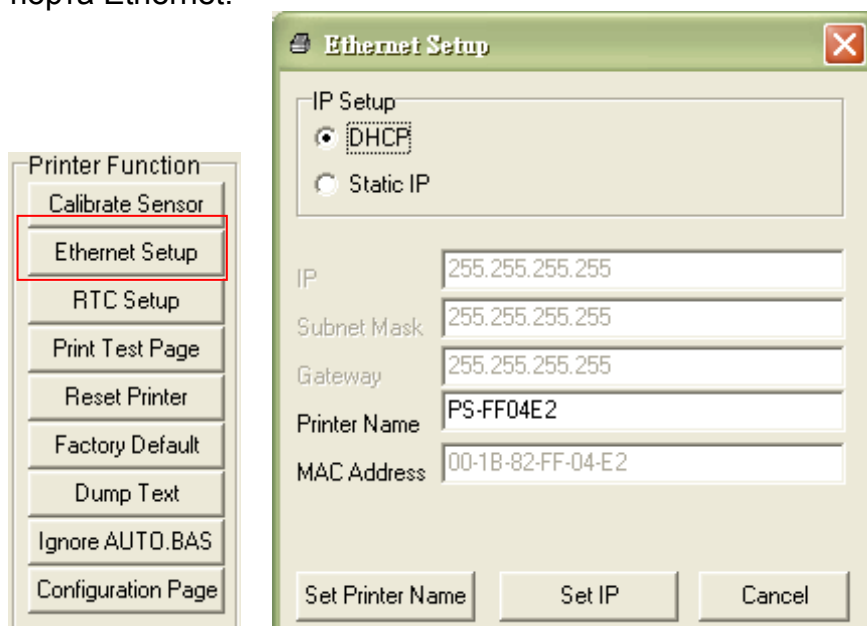 порта Ethernet.
Printer Function
Calibrate Sensor
Ethernet Setup
RTC Setup
Print Test Page
Reset Printer
Factory Default
Dump Text
Ignore AUTO.BAS
Configuration Page
Ethernet Setup
IP Setup
DHCP
Static IP
IP 255.255.255.255
Subnet Mask 255.255.255.255
Gateway 255.255.255.255
Printer Name PS-FF04E2
MAC Address 00-1B-82-FF-04-E2
Set Printer Name Set IP Cancel